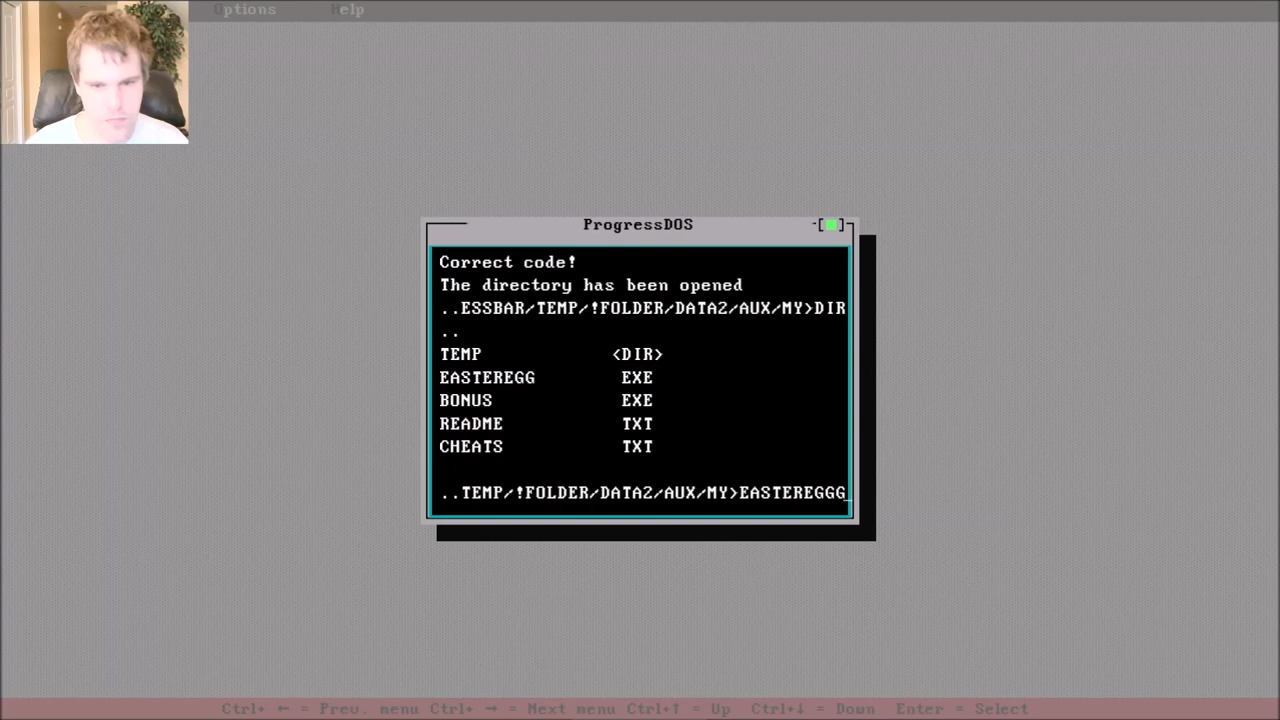 Options Help
ProgressDOS
Correct code!
The directory has been opened
..ESSBAR/TEMP/!FOLDER/DATA2/AUX/MY>DIR
..
TEMP <DIR>
EASTEREGG EXE
BONUS EXE
README TXT
CHEATS TXT
..TEMP/!FOLDER/DATA2/AUX/MY>EASTEREGGG_
Ctrl+ ← = Prev. menu Ctrl+ → = Next menu Ctrl+↑ = Up Ctrl+↓ = Down Enter = Select